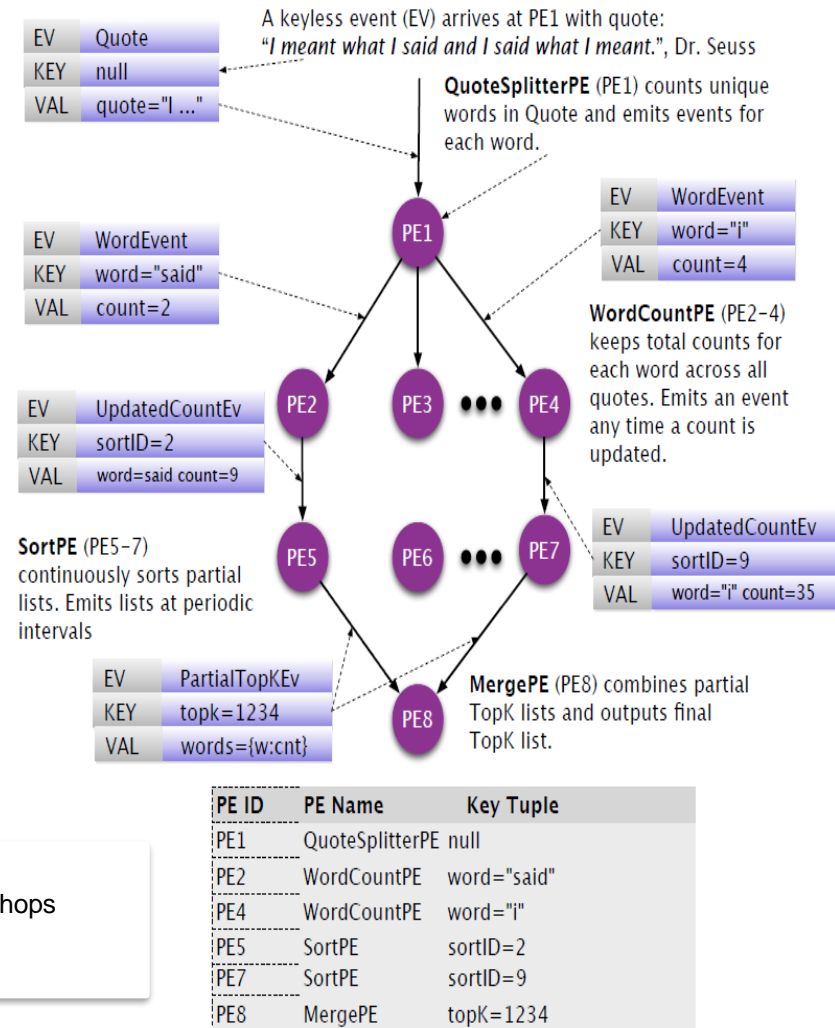 A keyless event (EV) arrives at PE1 with quote:
“I meant what I said and I said what I meant.”, Dr. Seuss
EV Quote
KEY null
VAL quote="I ..."
QuoteSplitterPE (PE1) counts unique
words in Quote and emits events for
each word.
PE1
EV WordEvent
KEY word="said"
VAL count=2
EV WordEvent
KEY word="i"
VAL count=4
WordCountPE (PE2-4)
keeps total counts for
each word across all
quotes. Emits an event
any time a count is
updated.
PE2
PE3
PE4
EV UpdatedCountEv
KEY sortID=2
VAL word=said count=9
EV UpdatedCountEv
KEY sortID=9
VAL word="i" count=35
SortPE (PE5-7)
continuously sorts partial
lists. Emits lists at periodic
intervals
PE5
PE6
PE7
EV PartialTopKEv
KEY topk=1234
VAL words={w:cnt}
PE8
MergePE (PE8) combines partial
TopK lists and outputs final
TopK list.
hops
PE ID PE Name Key Tuple
PE1 QuoteSplitterPE null
PE2 WordCountPE word="said"
PE4 WordCountPE word="i"
PE5 SortPE sortID=2
PE7 SortPE sortID=9
PE8 MergePE topK=1234